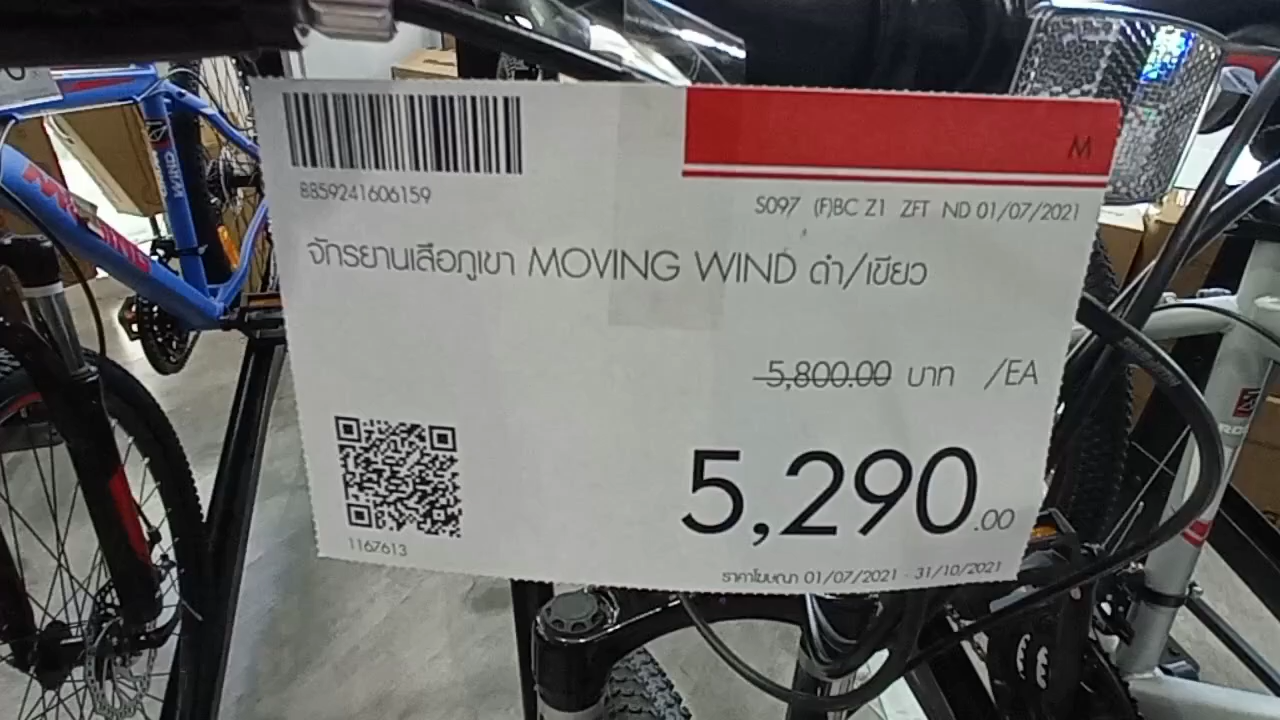 M
8859241606159
S097 (F)BC Z1 ZFT ND 01/07/2021
จักรยานเสือภูเขา MOVING WIND ดำ/เขียว
5,800.00 บาท /EA
5,290.00
1167613
ราคาโฆษณา 01/07/2021 - 31/10/2021
WIND